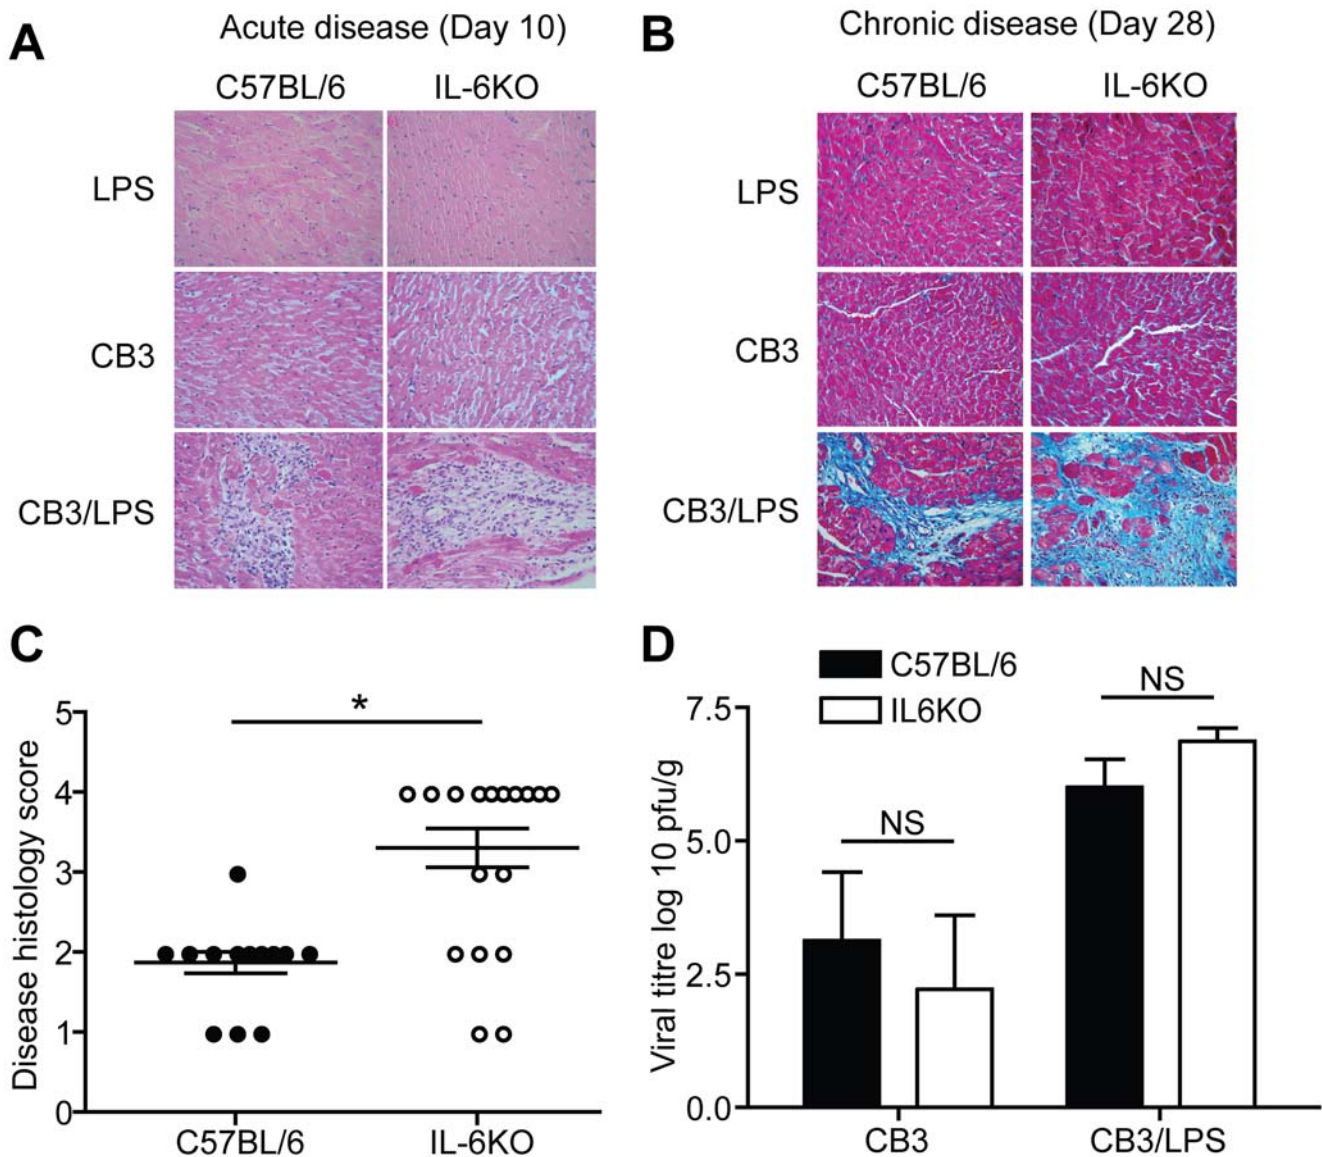 A
Acute disease (Day 10)
C57BL/6 IL-6KO
LPS
CB3
CB3/LPS
B
Chronic disease (Day 28)
C57BL/6 IL-6KO
LPS
CB3
CB3/LPS
C
*
Disease histology score
5
4
3
2
1
0
C57BL/6 IL-6KO
D
C57BL/6
IL6KO
NS
NS
Viral titre log 10 pfu/g
7.5
5.0
2.5
0.0
CB3 CB3/LPS